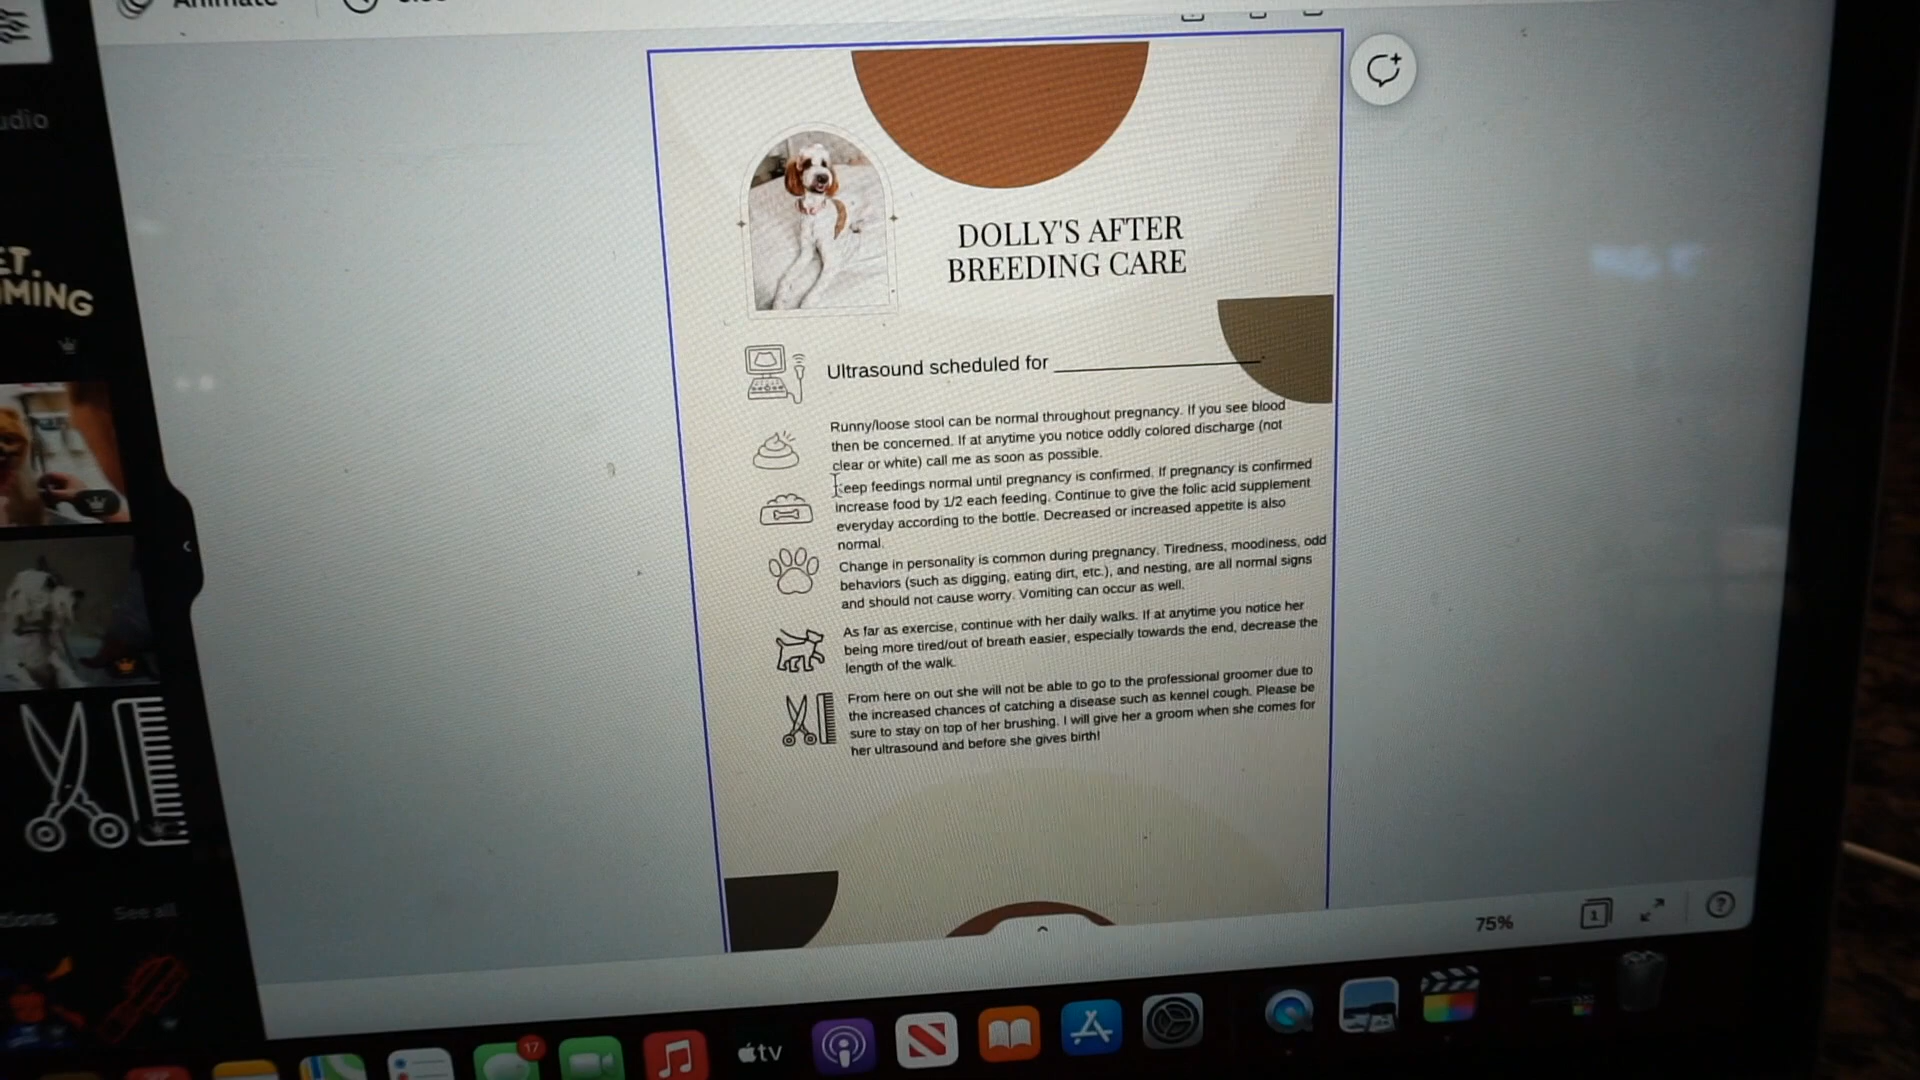 Animate
udio
ET.
MING
DOLLY'S AFTER
BREEDING CARE
Ultrasound scheduled for
Runny/loose stool can be normal throughout pregnancy. If you see blood
then be concerned. If at anytime you notice oddly colored discharge (not
clear or white) call me as soon as possible.
Keep feedings normal until pregnancy is confirmed. If pregnancy is confirmed
increase food by 1/2 each feeding. Continue to give the folic acid supplement
everyday according to the bottle. Decreased or increased appetite is also
normal.
Change in personality is common during pregnancy. Tiredness, moodiness, odd
behaviors (such as digging, eating dirt, etc.), and nesting, are all normal signs
and should not cause worry. Vomiting can occur as well.
As far as exercise, continue with her daily walks. If at anytime you notice her
being more tired/out of breath easier, especially towards the end, decrease the
length of the walk.
From here on out she will not be able to go to the professional groomer due to
the increased chances of catching a disease such as kennel cough. Please be
sure to stay on top of her brushing. I will give her a groom when she comes for
her ultrasound and before she gives birth!
tions
See all
75%
1
?
17
tv